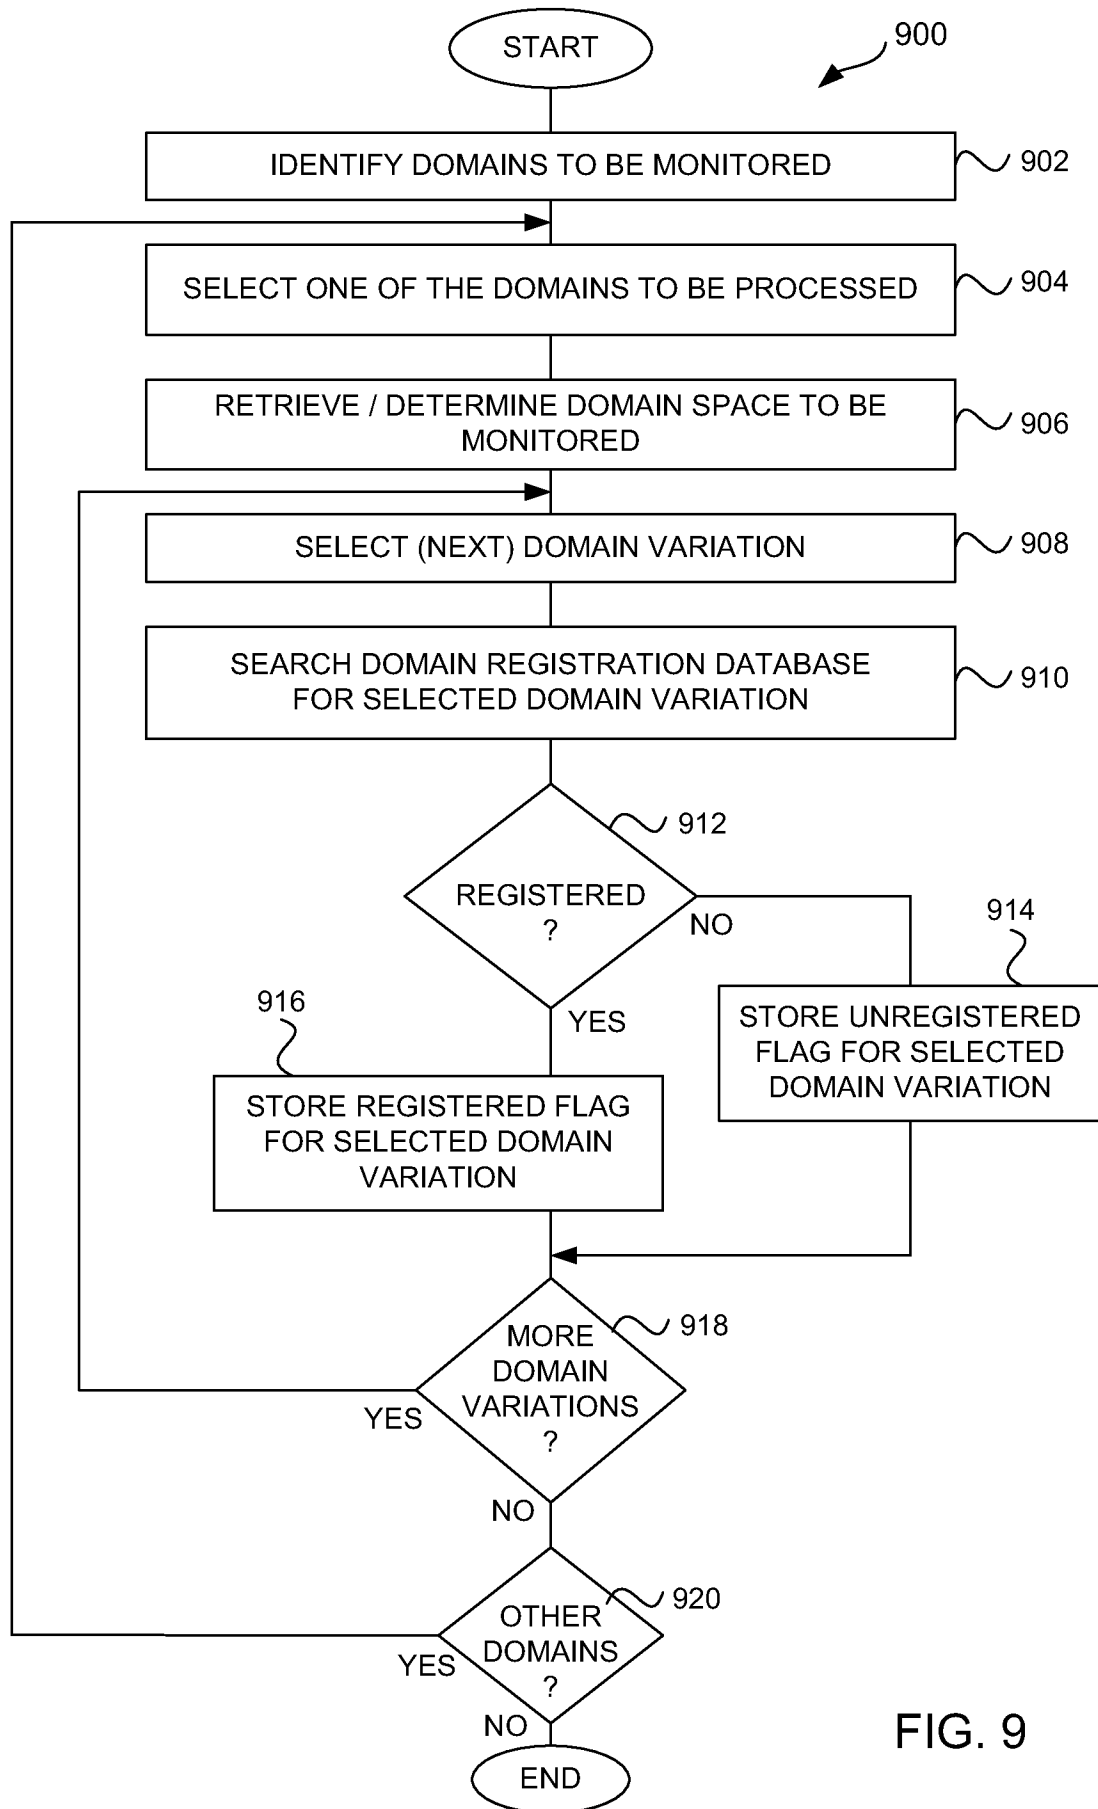 START
900
IDENTIFY DOMAINS TO BE MONITORED
902
SELECT ONE OF THE DOMAINS TO BE PROCESSED
904
RETRIEVE / DETERMINE DOMAIN SPACE TO BE
MONITORED
906
SELECT (NEXT) DOMAIN VARIATION
908
SEARCH DOMAIN REGISTRATION DATABASE
FOR SELECTED DOMAIN VARIATION
910
912
REGISTERED
?
NO
YES
914
STORE UNREGISTERED
FLAG FOR SELECTED
DOMAIN VARIATION
916
STORE REGISTERED FLAG
FOR SELECTED DOMAIN
VARIATION
918
MORE
DOMAIN
VARIATIONS
?
YES
NO
920
OTHER
DOMAINS
?
YES
NO
END
FIG. 9